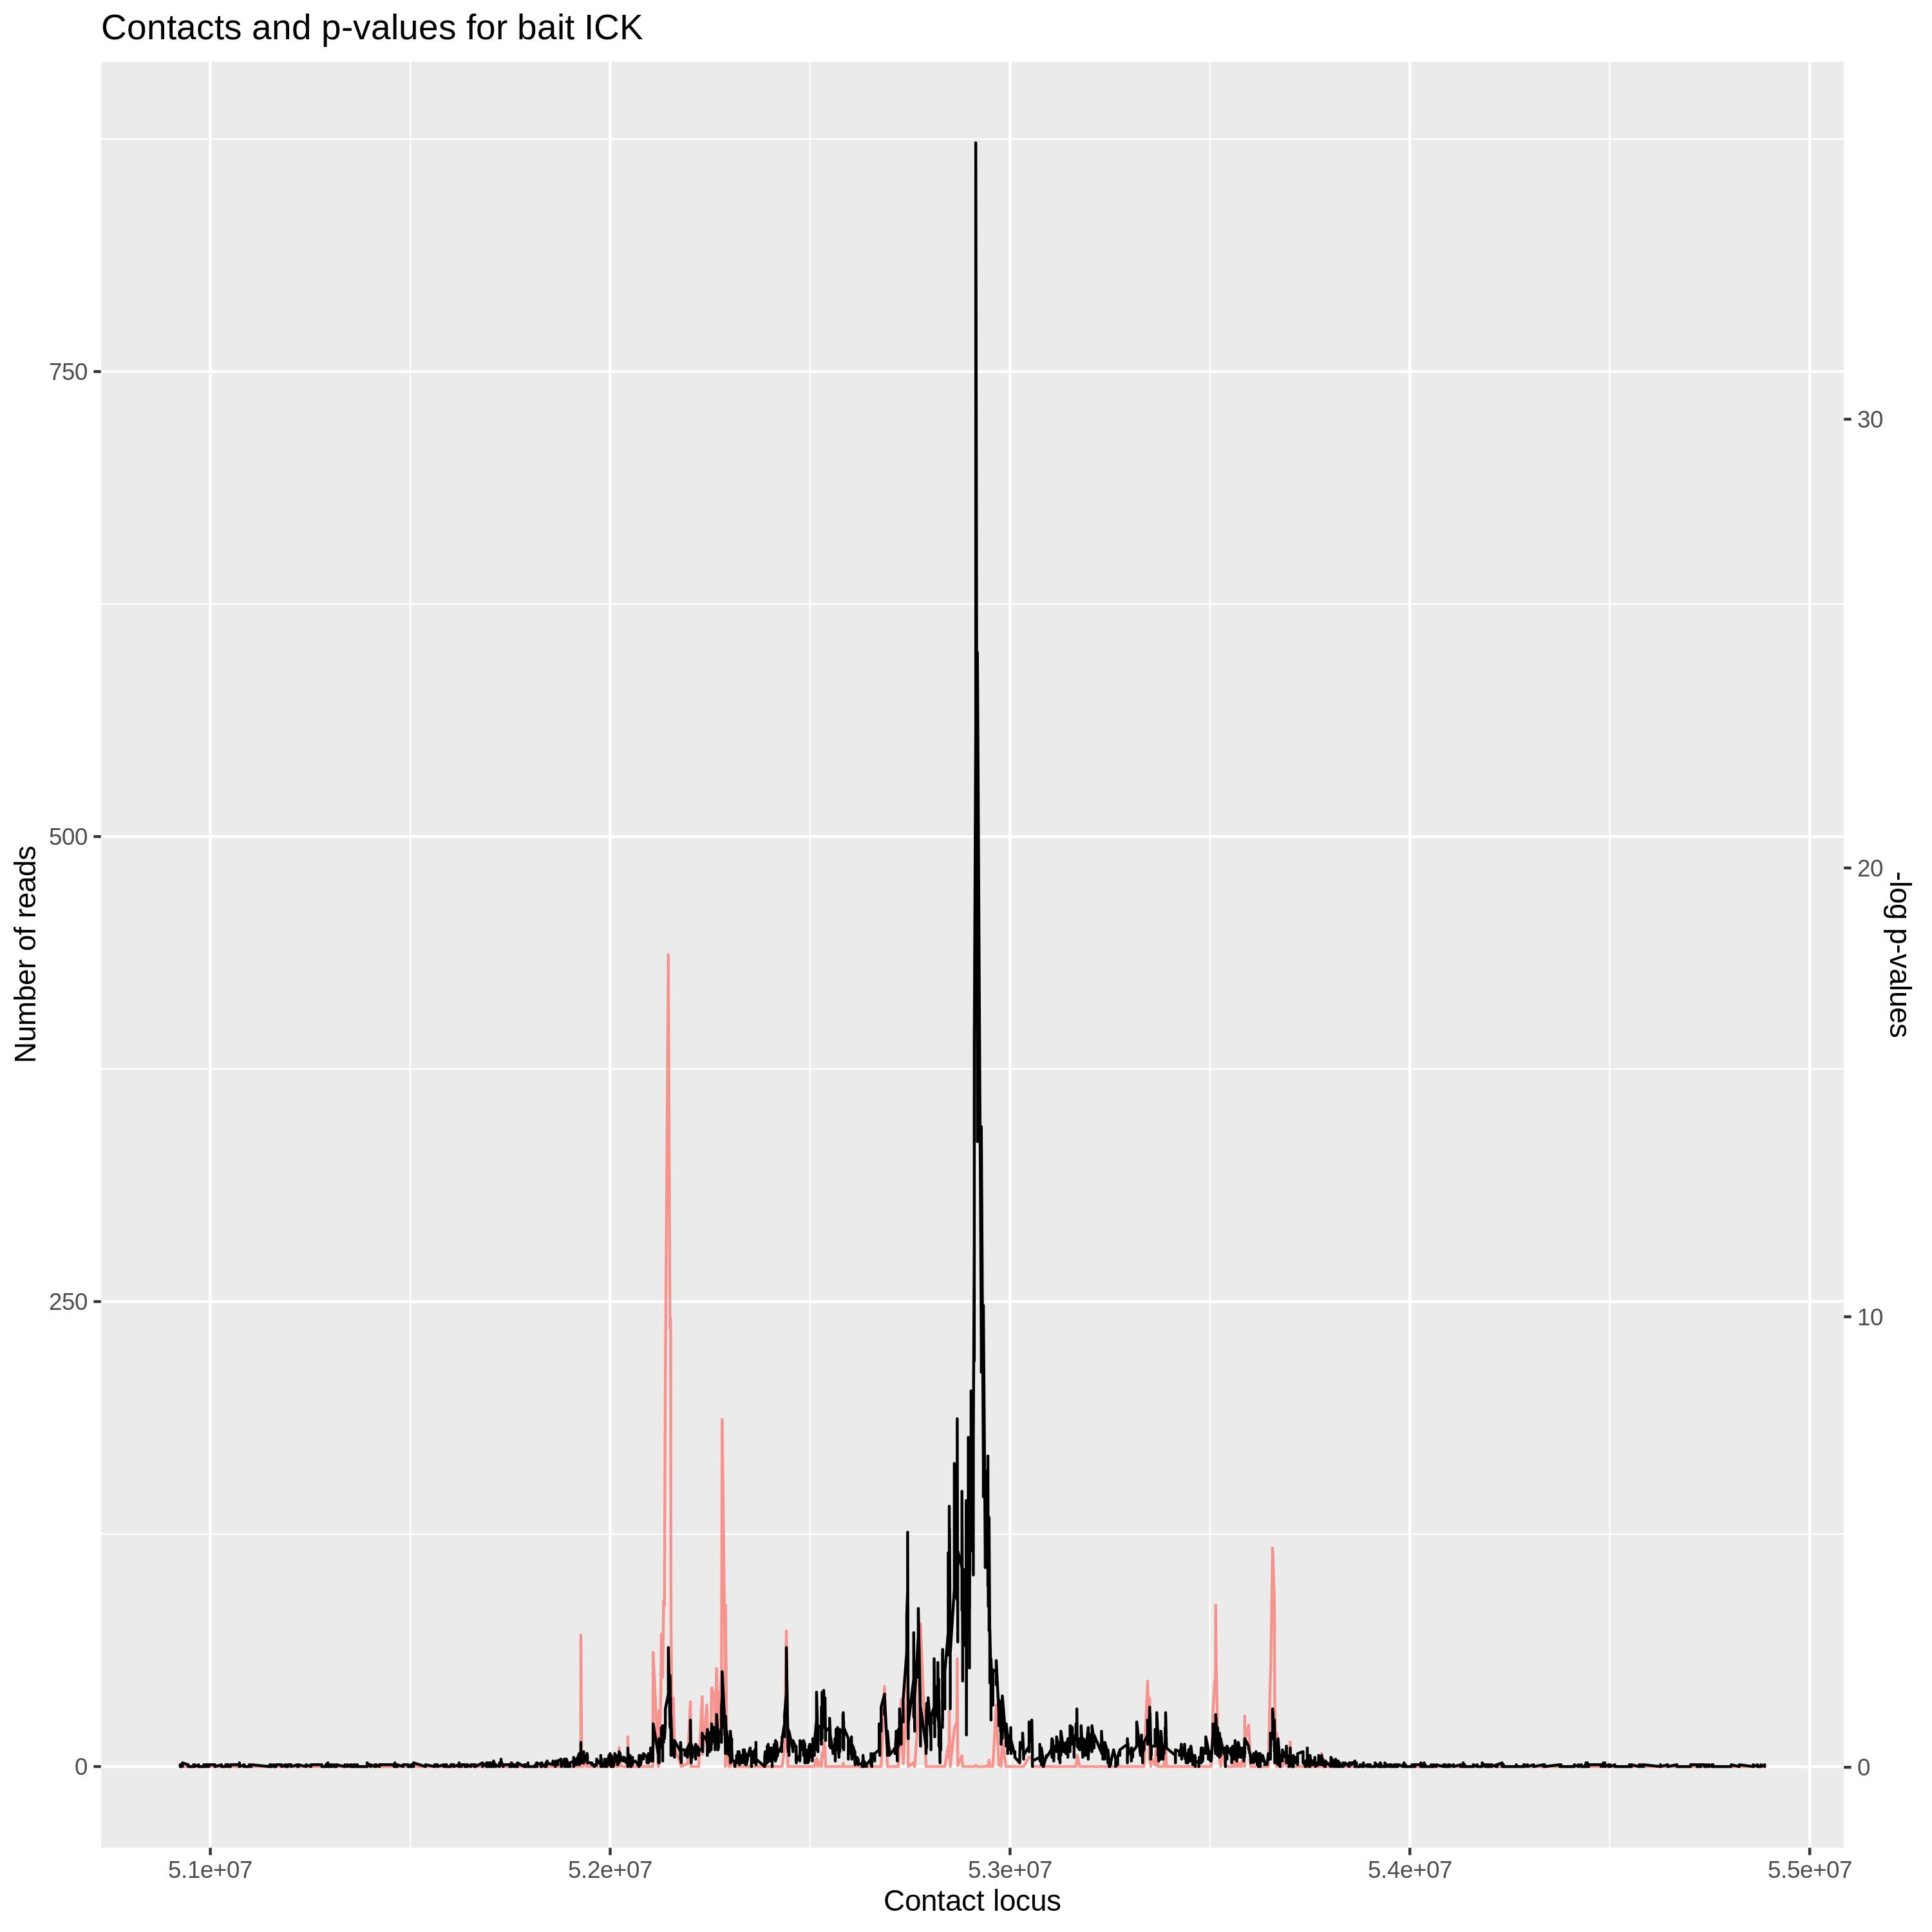 Contacts and p-values for bait ICK
750
500
250
0
Number of reads
30
20
10
0
-log p-values
5.1e+07 5.2e+07 5.3e+07 5.4e+07 5.5e+07
Contact locus